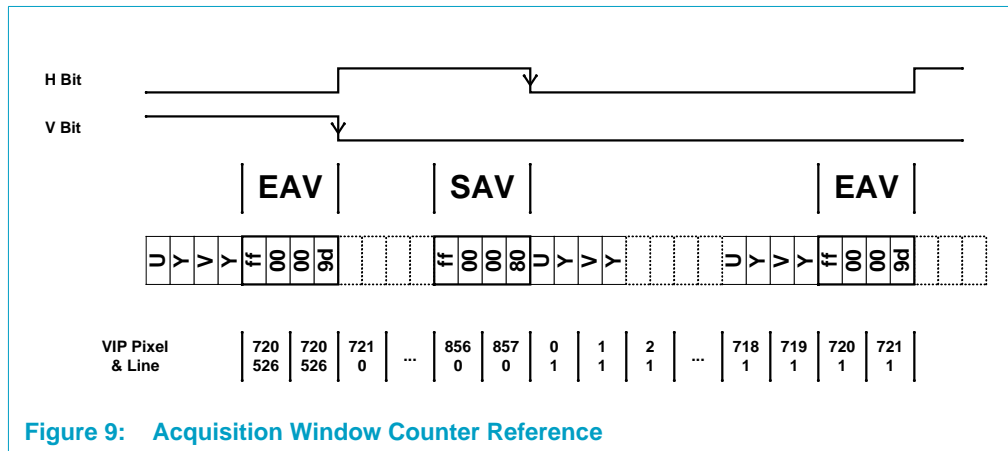 H Bit
V Bit
EAV SAV EAV
U Y V Y ff 00 00 9d ff 00 00 80 U Y V Y U Y V Y ff 00 00 9d
VIP Pixel 720 720 721 ... 856 857 0 1 2 ... 718 719 720 721
& Line 526 526 0 0 0 1 1 1 1 1 1 1
Figure 9: Acquisition Window Counter Reference